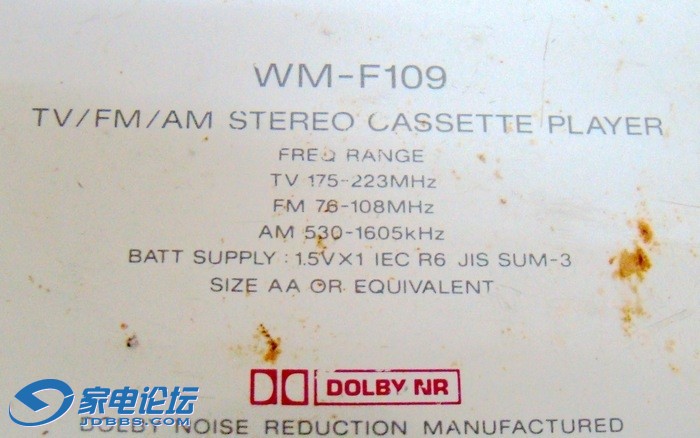 WM-F109
TV/FM/AM STEREO CASSETTE PLAYER
FREQ RANGE
TV 175-223MHz
FM 76-108MHz
AM 530-1605kHz
BATT SUPPLY : 1.5V×1 IEC R6 JIS SUM-3
SIZE AA OR EQUIVALENT
DOLBY NR
家电论坛
JDBBS.COM
DOLBY NOISE REDUCTION MANUFACTURED